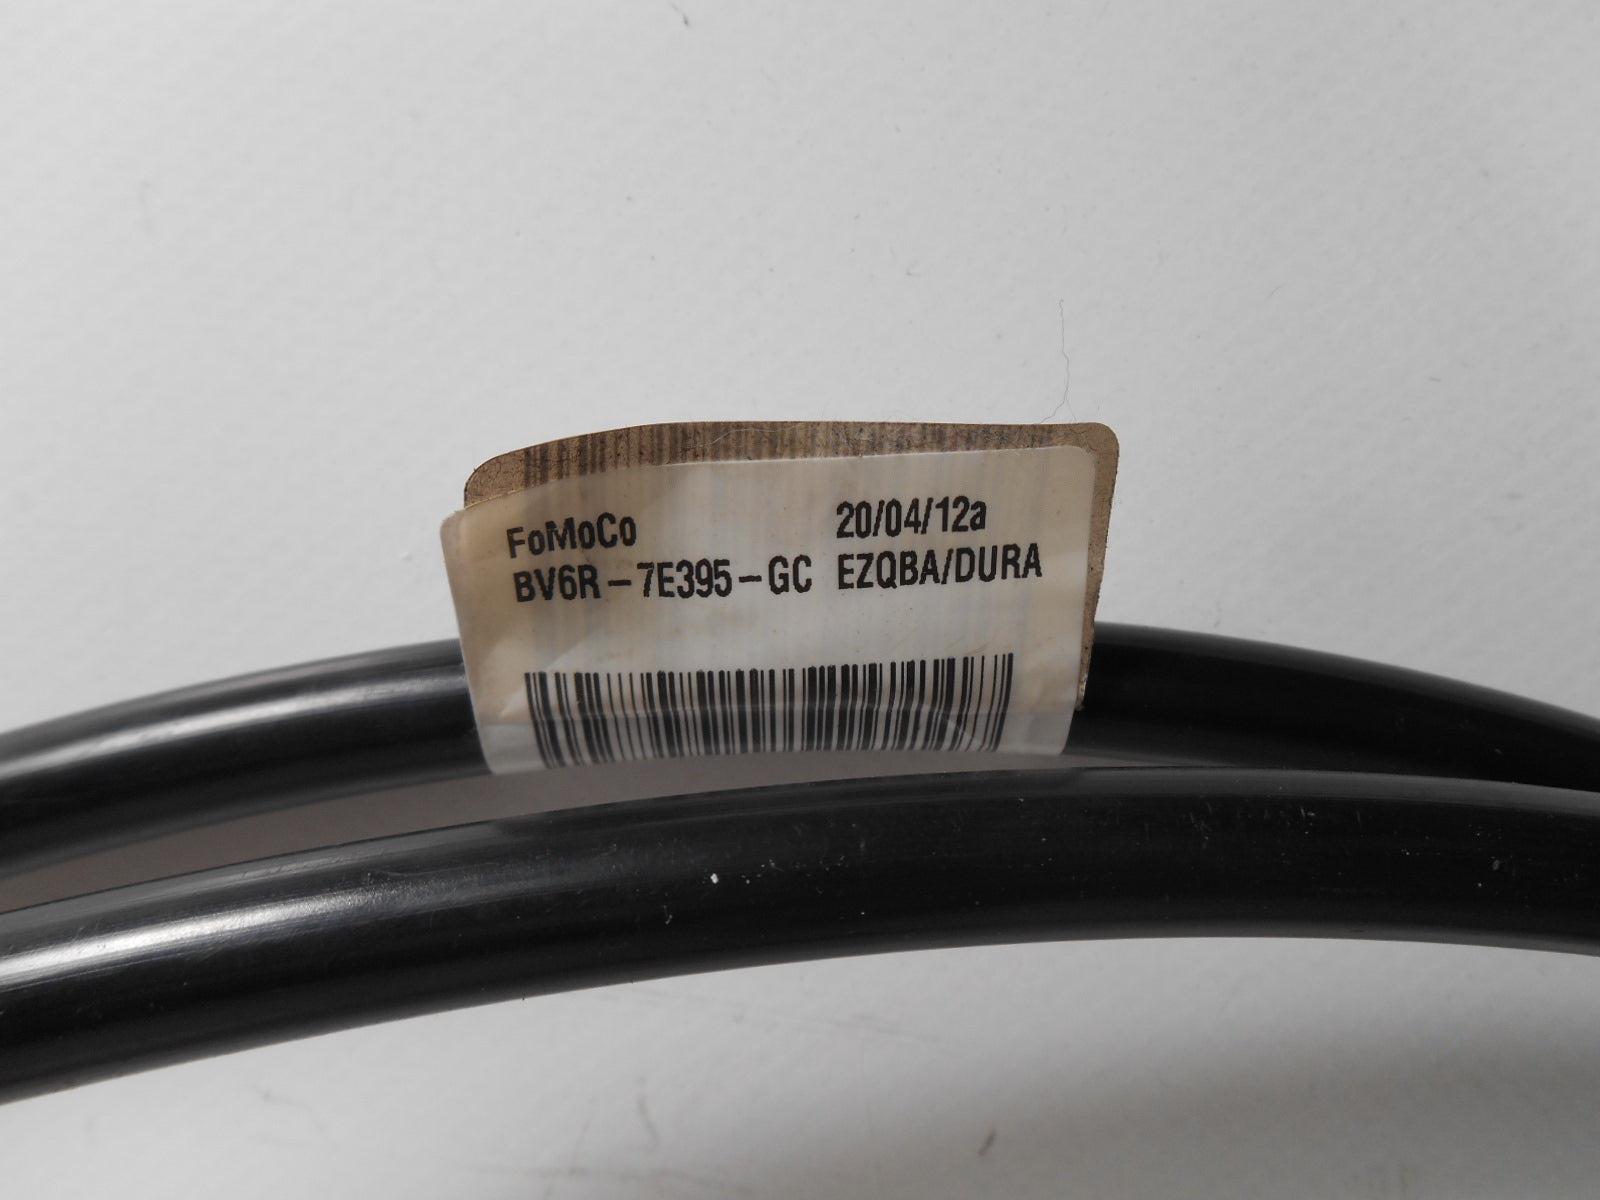 FoMoCo 20/04/12a
BV6R-7E395-GC EZQBA/DURA